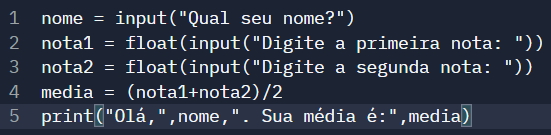 1 nome = input("Qual seu nome?")
2 nota1 = float(input("Digite a primeira nota: "))
3 nota2 = float(input("Digite a segunda nota: "))
4 media = (nota1+nota2)/2
5 print("Olá,",nome,". Sua média é:",media)